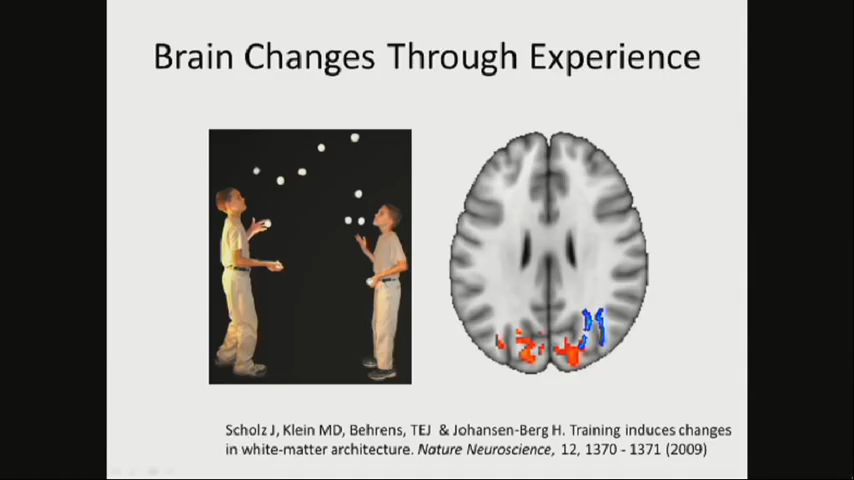 Brain Changes Through Experience
Scholz J, Klein MD, Behrens, TEJ & Johansen-Berg H. Training induces changes
in white-matter architecture. Nature Neuroscience, 12, 1370 - 1371 (2009)